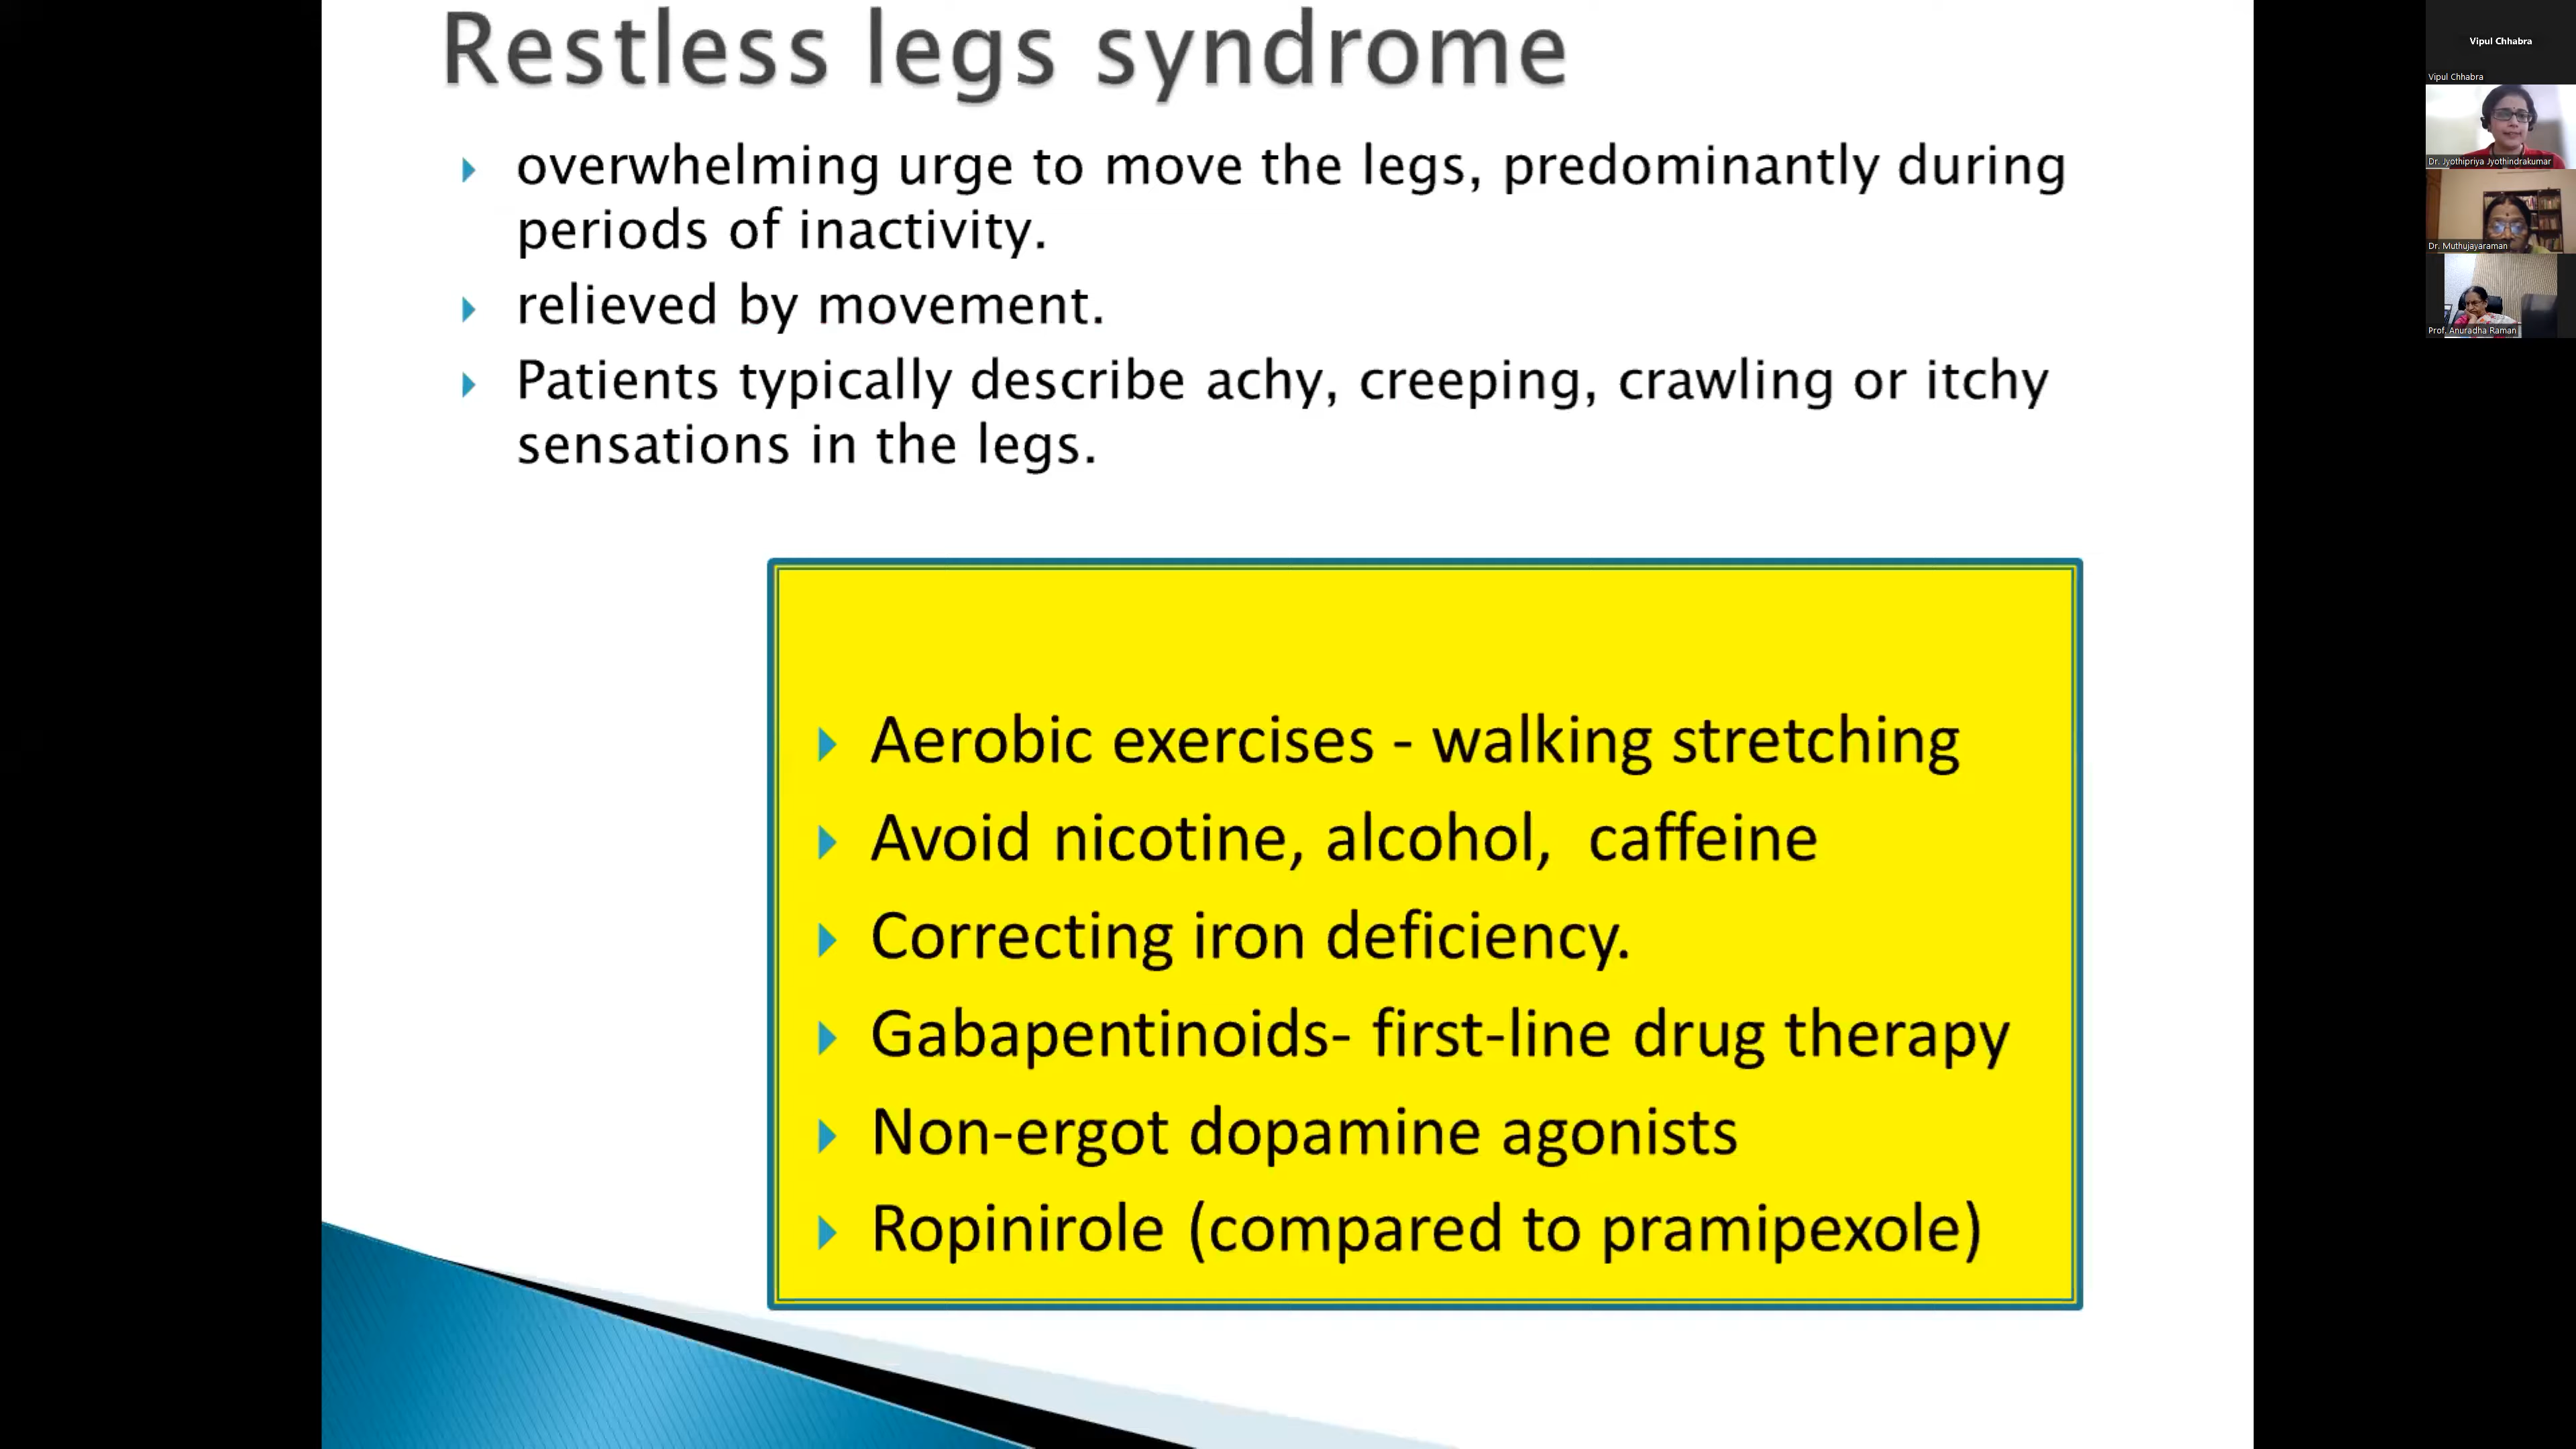 Restless legs syndrome
overwhelming urge to move the legs, predominantly during
periods of inactivity.
relieved by movement.
Patients typically describe achy, creeping, crawling or itchy
sensations in the legs.
Aerobic exercises - walking stretching
Avoid nicotine, alcohol,  caffeine
Correcting iron deficiency.
Gabapentinoids- first-line drug therapy
Non-ergot dopamine agonists
Ropinirole (compared to pramipexole)
Vipul Chhabra
Vipul Chhabra
Dr. Jyothipriya Jyothindrakumar
Dr. Muthujayaraman
Prof. Anuradha Raman